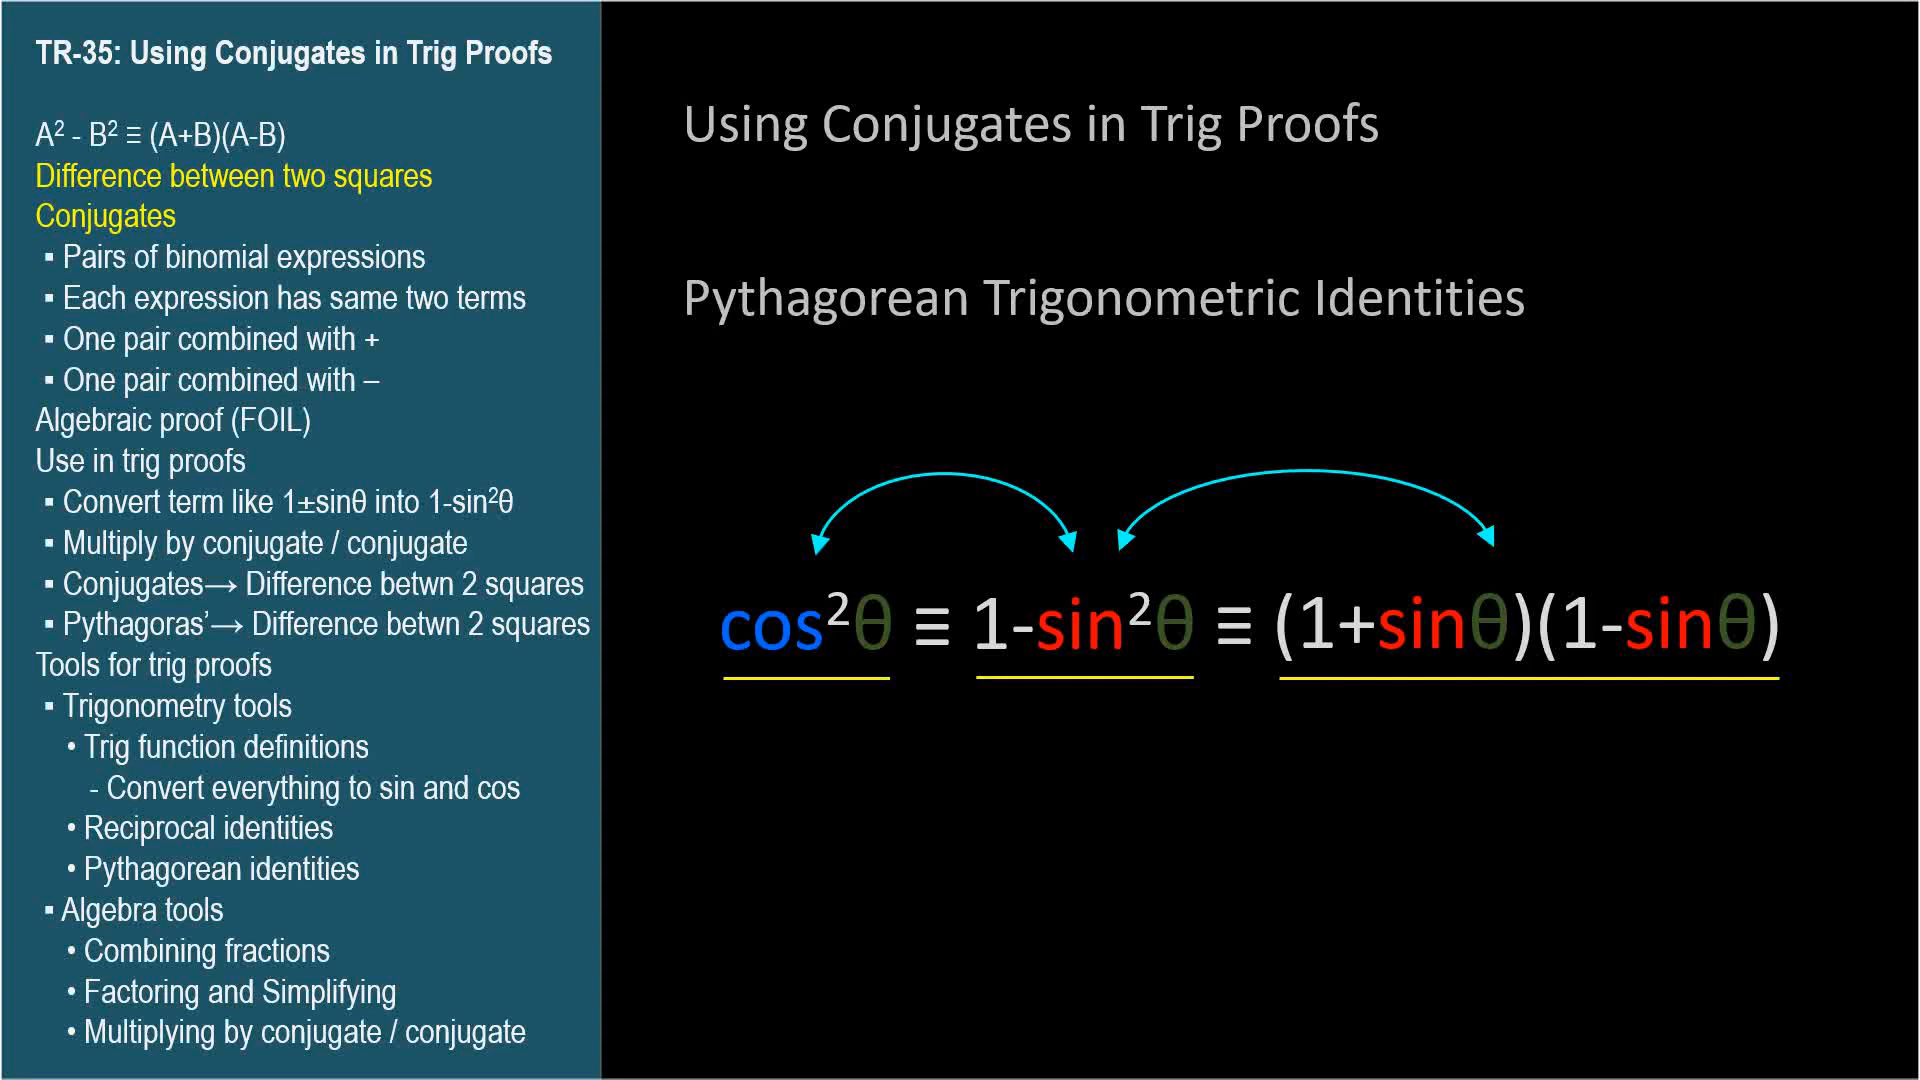 TR-35: Using Conjugates in Trig Proofs
A² - B² ≡ (A+B)(A-B)
Difference between two squares
Conjugates
▪ Pairs of binomial expressions
▪ Each expression has same two terms
▪ One pair combined with +
▪ One pair combined with –
Algebraic proof (FOIL)
Use in trig proofs
▪ Convert term like 1±sinθ into 1-sin²θ
▪ Multiply by conjugate / conjugate
▪ Conjugates→ Difference betwn 2 squares
▪ Pythagoras’→ Difference betwn 2 squares
Tools for trig proofs
▪ Trigonometry tools
• Trig function definitions
- Convert everything to sin and cos
• Reciprocal identities
• Pythagorean identities
▪ Algebra tools
• Combining fractions
• Factoring and Simplifying
• Multiplying by conjugate / conjugate
Using Conjugates in Trig Proofs
Pythagorean Trigonometric Identities
cos²θ ≡ 1-sin²θ ≡ (1+sinθ)(1-sinθ)